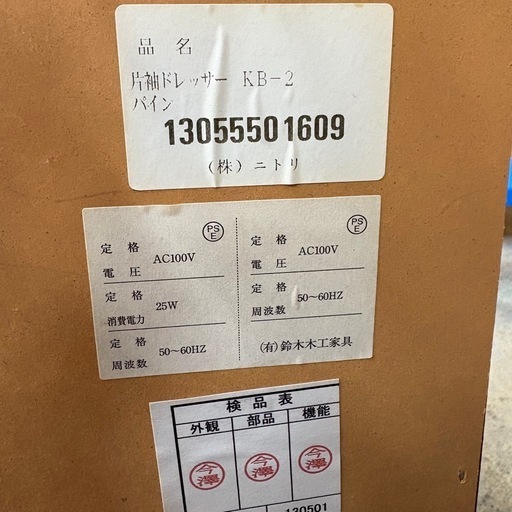 品 名
片袖ドレッサー KB-2
パイン
13055501609
(株) ニトリ
PS
E
定 格
電 圧 AC100V
定 格
消費電力 25W
定 格
周波数 50〜60HZ
PS
E
定 格
電 圧 AC100V
定 格
周波数 50〜60HZ
(有) 鈴木木工家具
検品表
外観 部品 機能
今澤 今澤 今澤
130501